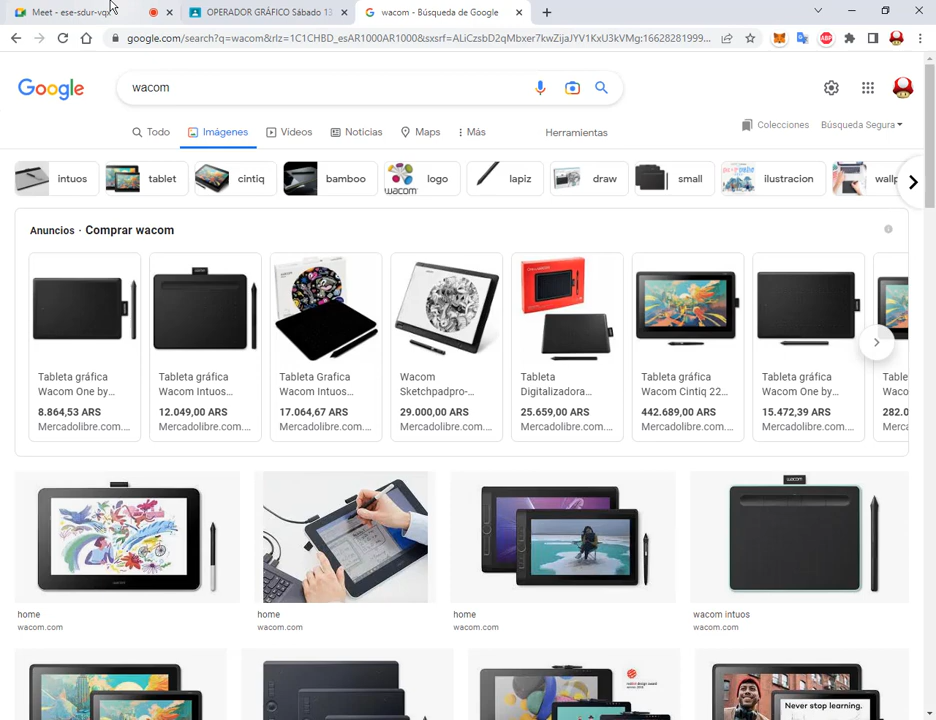 Meet - ese-sdur-vqx
OPERADOR GRÁFICO Sábado 13
wacom - Búsqueda de Google
google.com/search?q=wacom&rlz=1C1CHBD_esAR1000AR1000&sxsrf=ALiCzsbD2qMbxer7kwZijaJYV1KxU3kVMg:16628281999...
Google
wacom
Todo
Imágenes
Videos
Noticias
Maps
Más
Herramientas
Colecciones
Búsqueda Segura
intuos
tablet
cintiq
bamboo
logo
lapiz
draw
small
ilustracion
wallp
Anuncios · Comprar wacom
Tableta gráfica
Wacom One by...
8.864,53 ARS
Mercadolibre.com....
Tableta gráfica
Wacom Intuos...
12.049,00 ARS
Mercadolibre.com....
Tableta Grafica
Wacom Intuos...
17.064,67 ARS
Mercadolibre.com....
Wacom
Sketchpadpro-...
29.000,00 ARS
Mercadolibre.com....
Tableta
Digitalizadora...
25.659,00 ARS
Mercadolibre.com....
Tableta gráfica
Wacom Cintiq 22...
442.689,00 ARS
Mercadolibre.com....
Tableta gráfica
Wacom One by...
15.472,39 ARS
Mercadolibre.com....
Table
Waco
282.0
Merca
home
wacom.com
home
wacom.com
home
wacom.com
wacom intuos
wacom.com
Never stop learning.